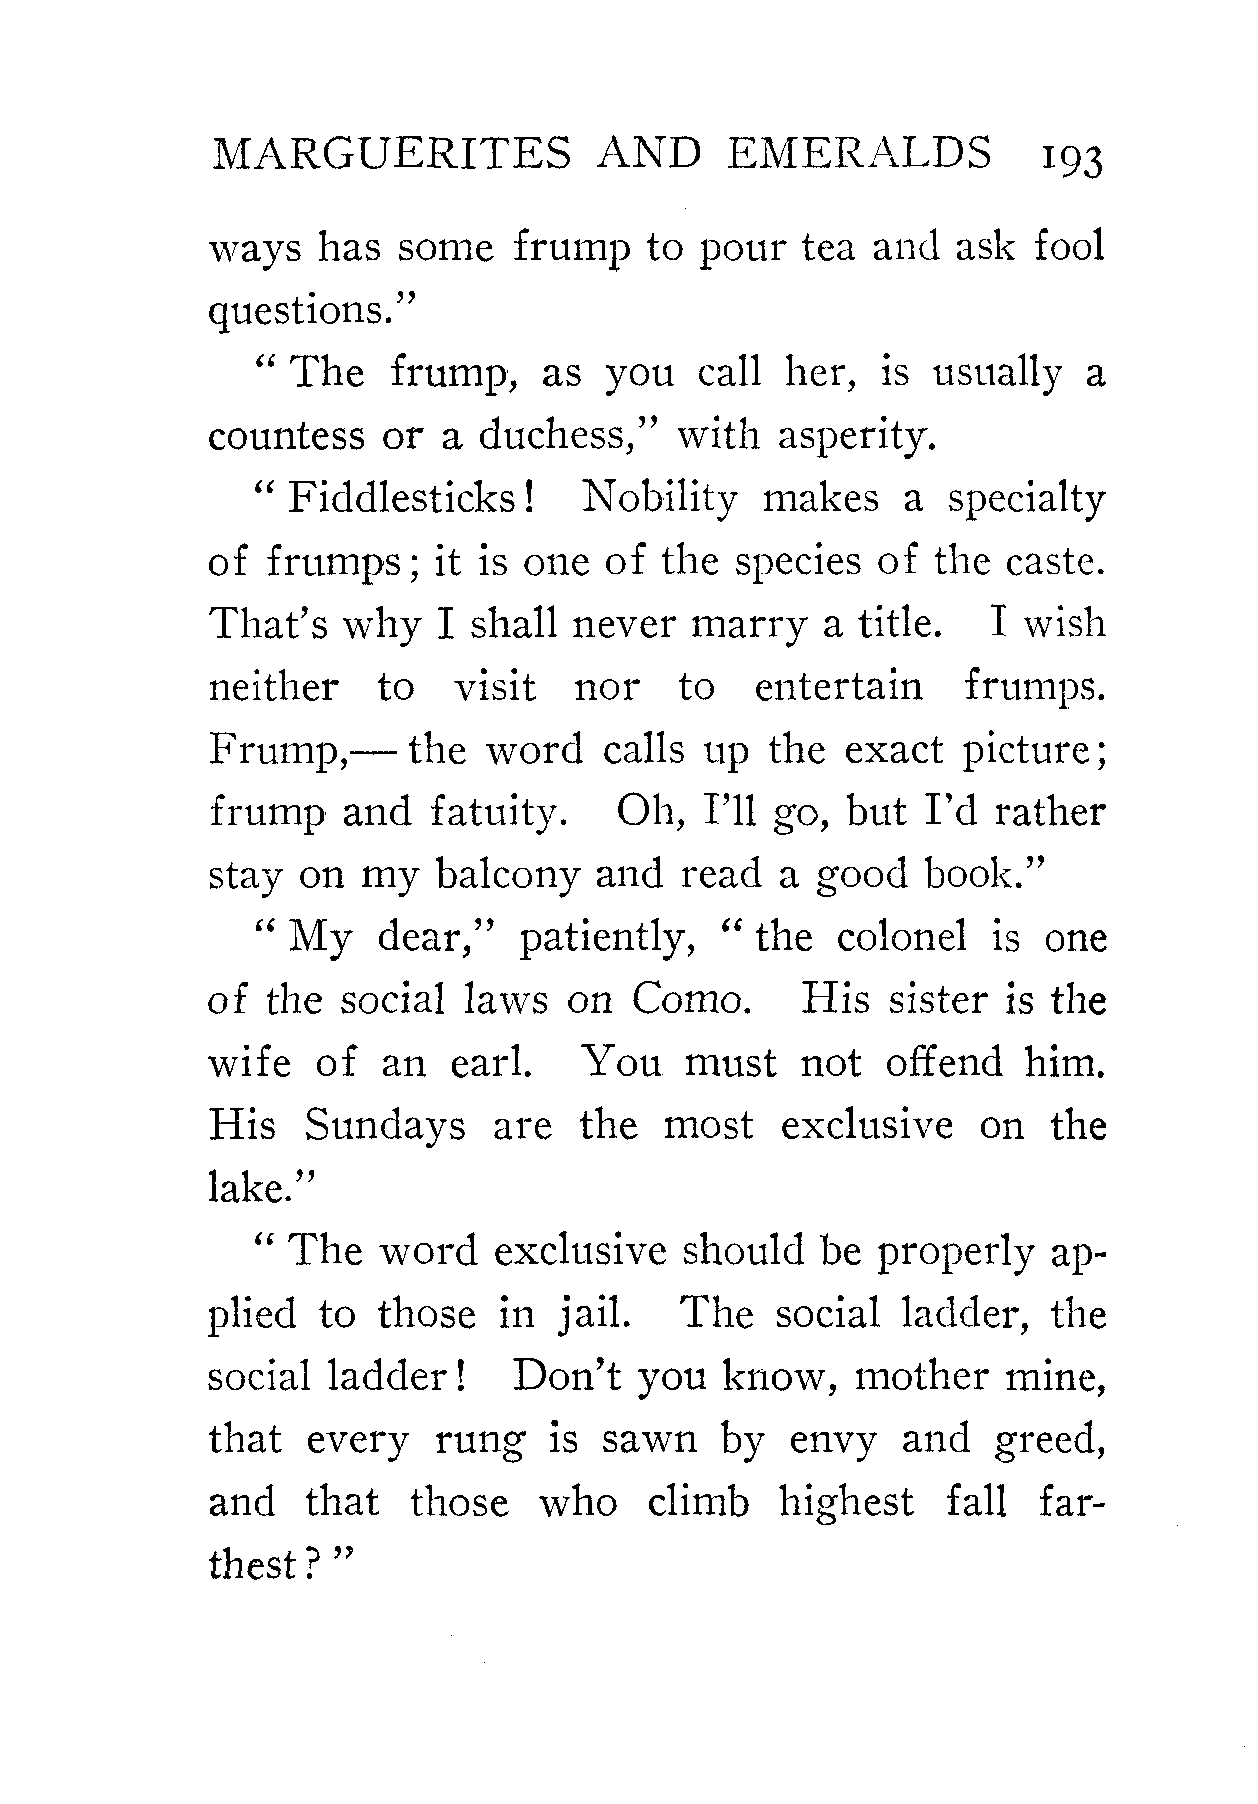 MARGUERITES AND EMERALDS 193
ways has some frump to pour tea and ask fool
questions.”
“ The frump, as you call her, is usually a
countess or a duchess,” with asperity.
“ Fiddlesticks ! Nobility makes a specialty
of frumps ; it is one of the species of the caste.
That’s why I shall never marry a title. I wish
neither to visit nor to entertain frumps.
Frump,— the word calls up the exact picture ;
frump and fatuity. Oh, I’ll go, but I’d rather
stay on my balcony and read a good book.”
“ My dear,” patiently, “ the colonel is one
of the social laws on Como. His sister is the
wife of an earl. You must not offend him.
His Sundays are the most exclusive on the
lake.”
“ The word exclusive should be properly ap-
plied to those in jail. The social ladder, the
social ladder ! Don’t you know, mother mine,
that every rung is sawn by envy and greed,
and that those who climb highest fall far-
thest ? ”